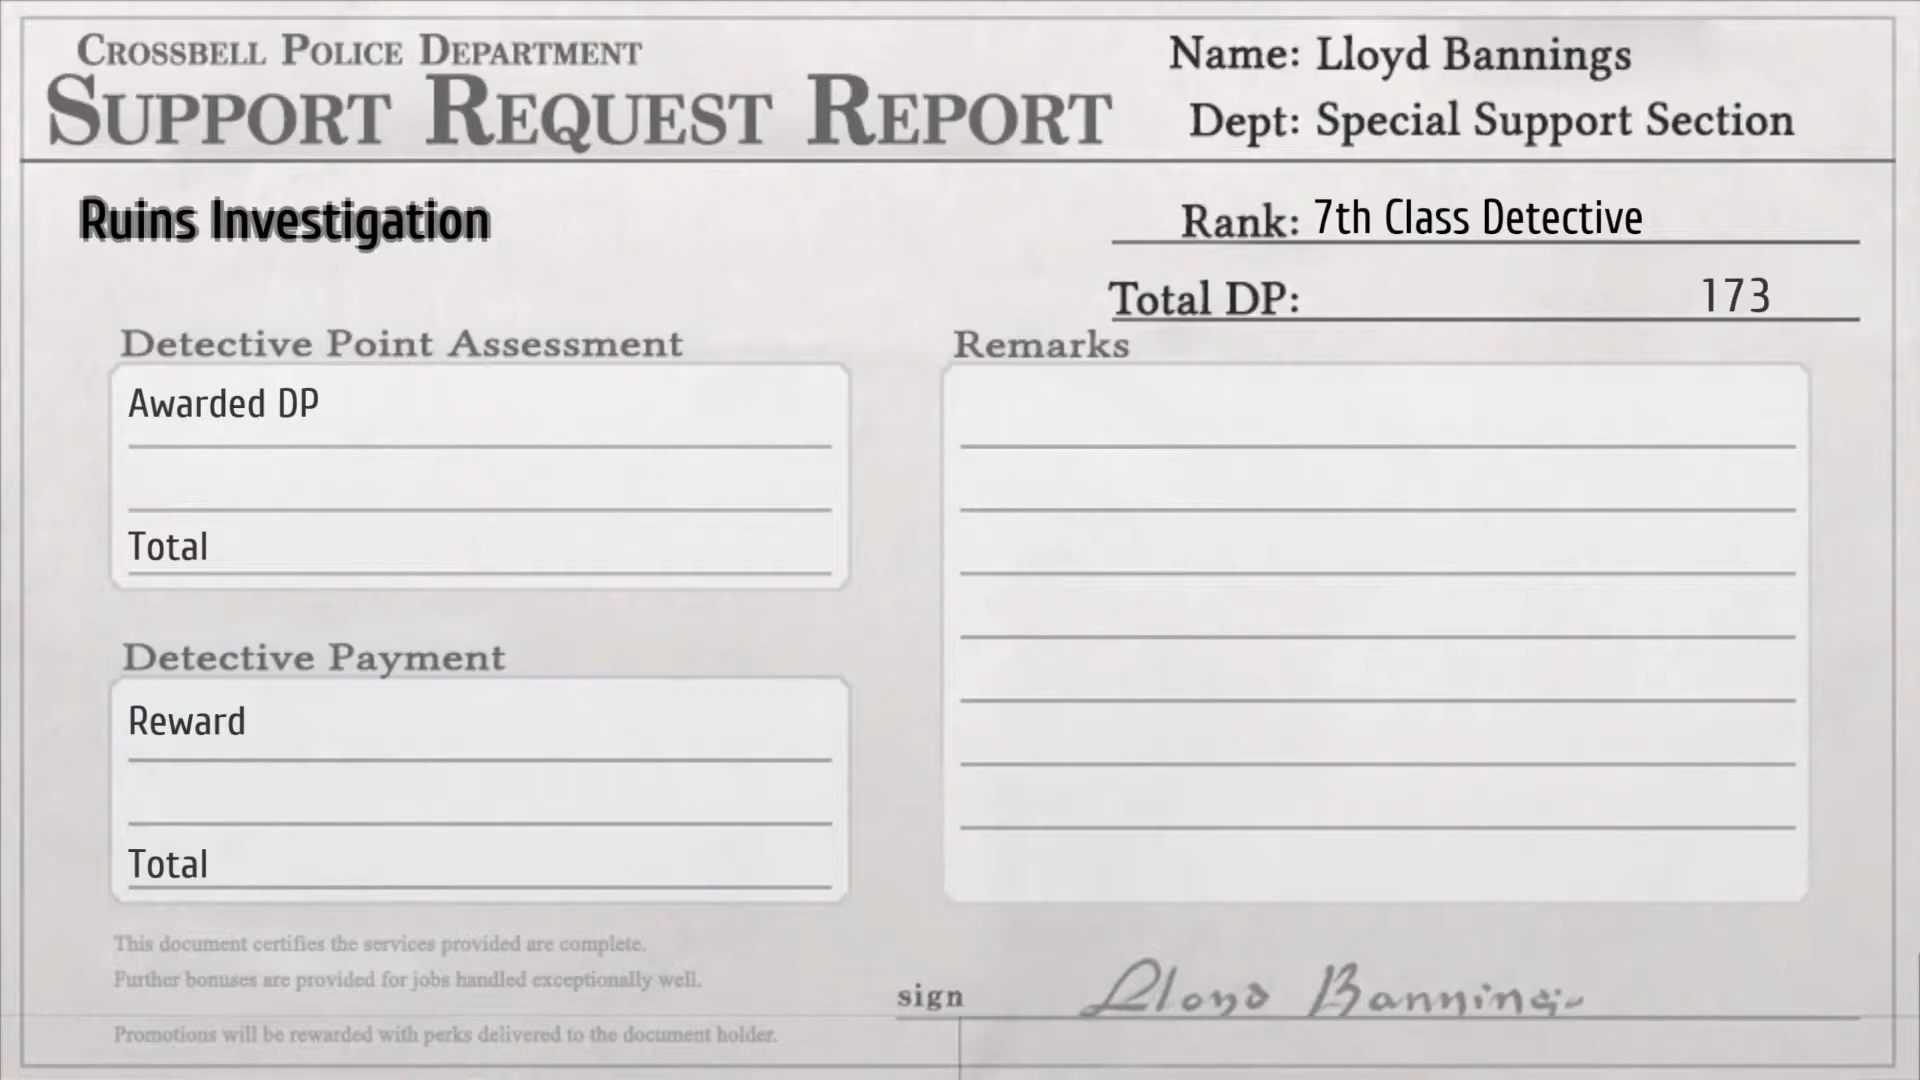 CROSSBELL POLICE DEPARTMENT
SUPPORT REQUEST REPORT
Name: Lloyd Bannings
Dept: Special Support Section
Ruins Investigation
Rank: 7th Class Detective
Total DP: 173
Detective Point Assessment
Awarded DP
Total
Detective Payment
Reward
Total
Remarks
This document certifies the services provided are complete.
Further bonuses are provided for jobs handled exceptionally well.
Promotions will be rewarded with perks delivered to the document holder.
sign Lloyd Bannings